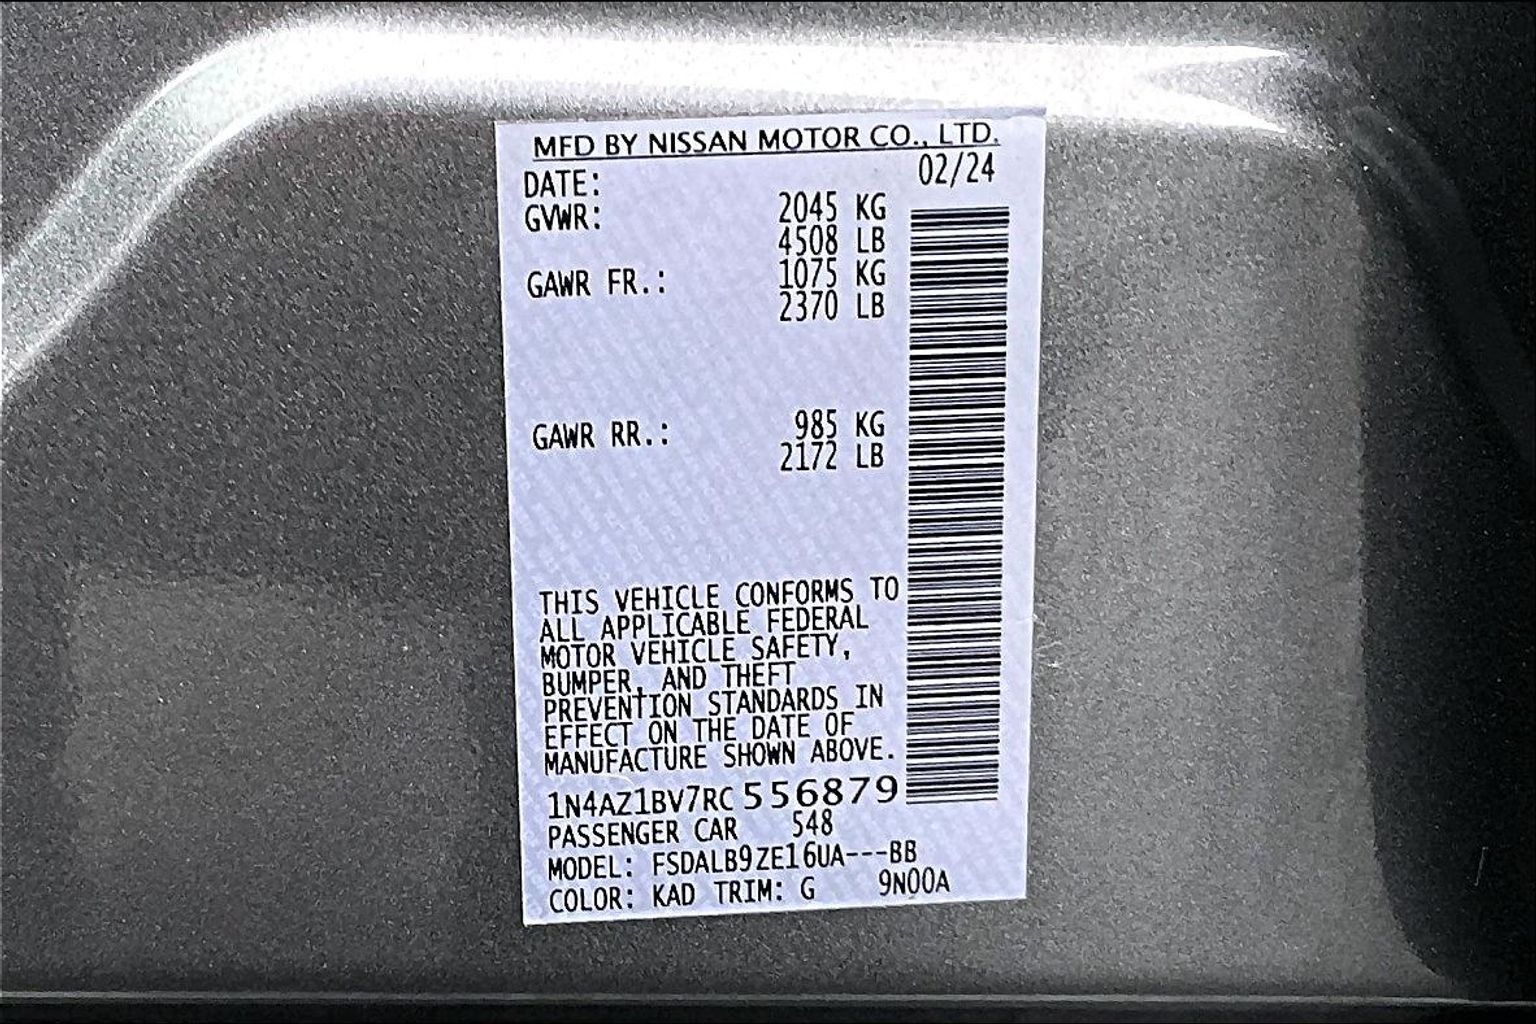 MFD BY NISSAN MOTOR CO., LTD.
DATE: 02/24
GVWR: 2045 KG
4508 LB
GAWR FR.: 1075 KG
2370 LB
GAWR RR.: 985 KG
2172 LB
THIS VEHICLE CONFORMS TO
ALL APPLICABLE FEDERAL
MOTOR VEHICLE SAFETY,
BUMPER, AND THEFT
PREVENTION STANDARDS IN
EFFECT ON THE DATE OF
MANUFACTURE SHOWN ABOVE.
1N4AZ1BV7RC556879
PASSENGER CAR 548
MODEL: FSDALB9ZE16UA---BB
COLOR: KAD TRIM: G 9N00A